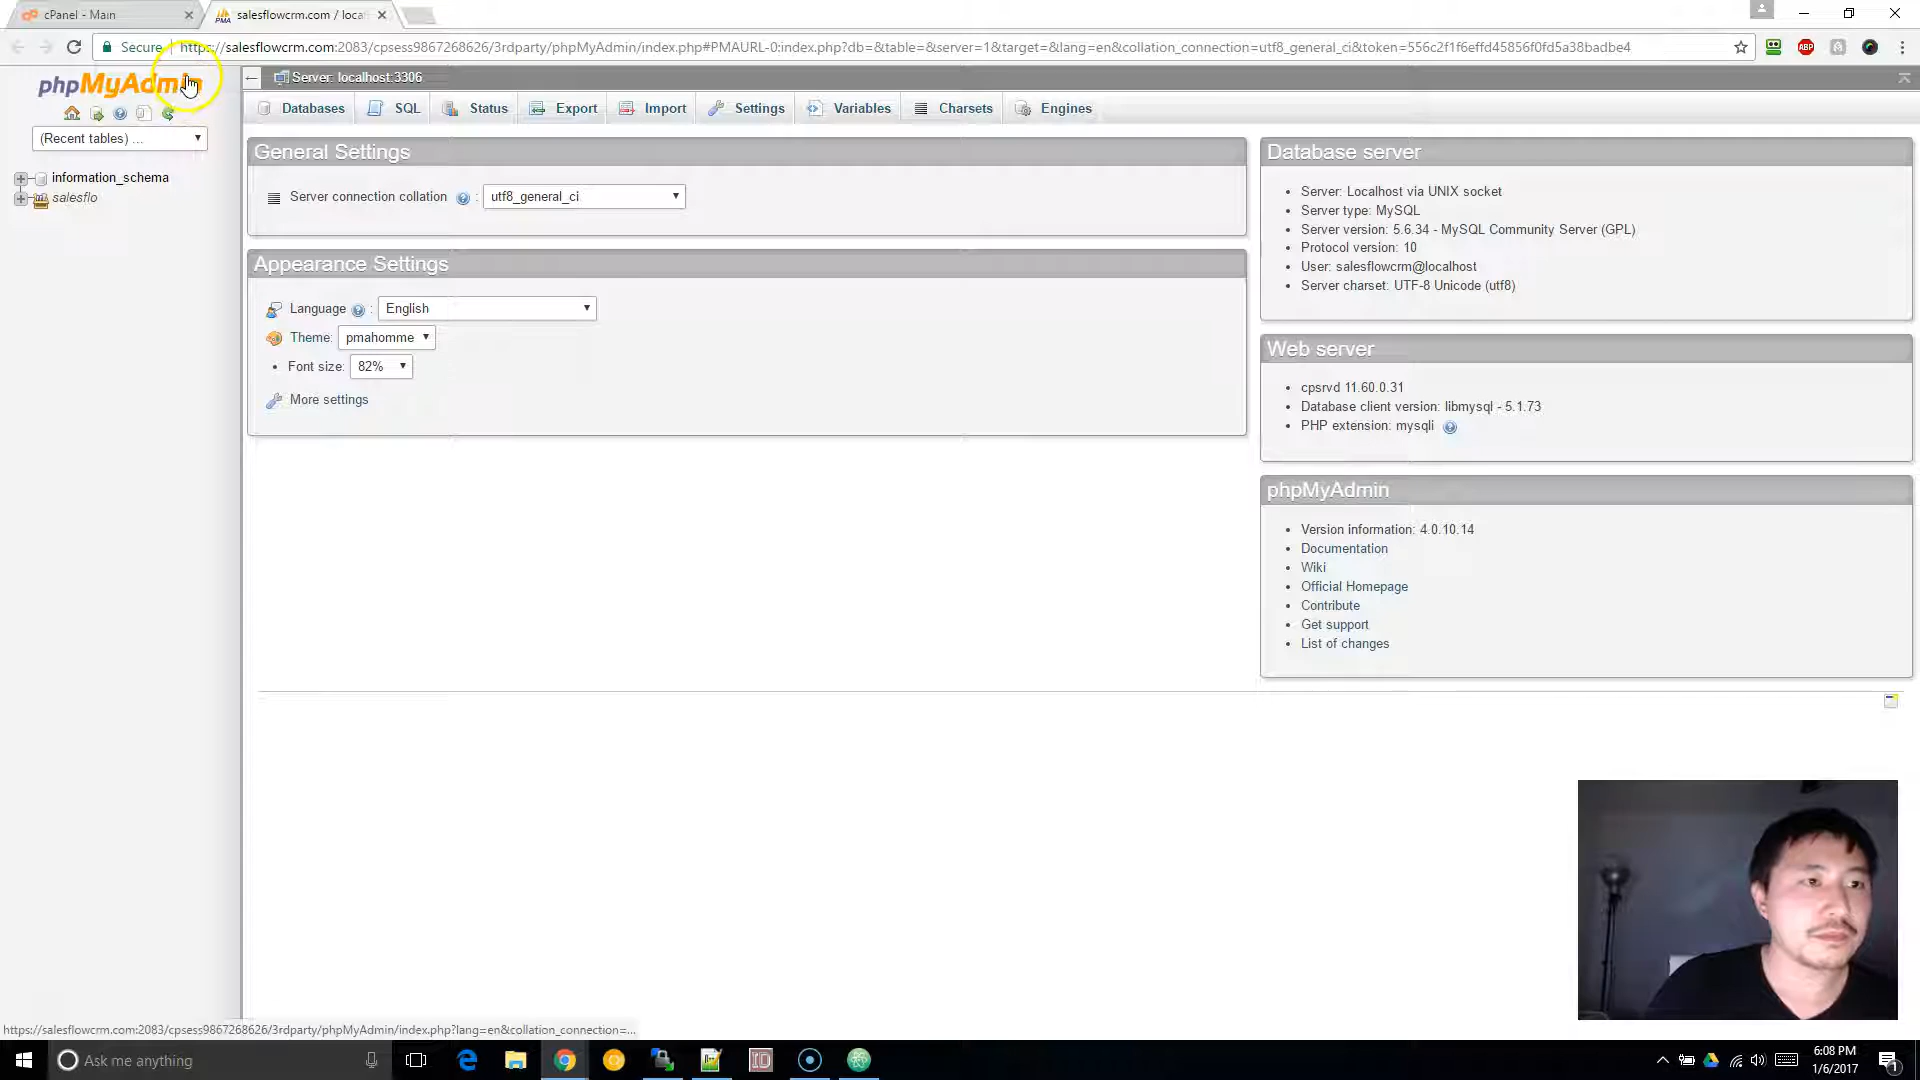 cPanel - Main
salesflowcrm.com / loca
Secure https://salesflowcrm.com:2083/cpsess9867268626/3rdparty/phpMyAdmin/index.php#PMAURL-0:index.php?db=&table=&server=1&target=&lang=en&collation_connection=utf8_general_ci&token=556c2f1f6effd45856f0fd5a38badbe4
ABP
phpMyAdmin
Server: localhost:3306
Databases SQL Status Export Import Settings Variables Charsets Engines
(Recent tables) ...
information_schema
salesflo
General Settings
Server connection collation : utf8_general_ci
Appearance Settings
Language : English
Theme: pmahomme
Font size: 82%
More settings
Database server
Server: Localhost via UNIX socket
Server type: MySQL
Server version: 5.6.34 - MySQL Community Server (GPL)
Protocol version: 10
User: salesflowcrm@localhost
Server charset: UTF-8 Unicode (utf8)
Web server
cpsrvd 11.60.0.31
Database client version: libmysql - 5.1.73
PHP extension: mysqli
phpMyAdmin
Version information: 4.0.10.14
Documentation
Wiki
Official Homepage
Contribute
Get support
List of changes
https://salesflowcrm.com:2083/cpsess9867268626/3rdparty/phpMyAdmin/index.php?lang=en&collation_connection=...
Ask me anything
6:08 PM
1/6/2017